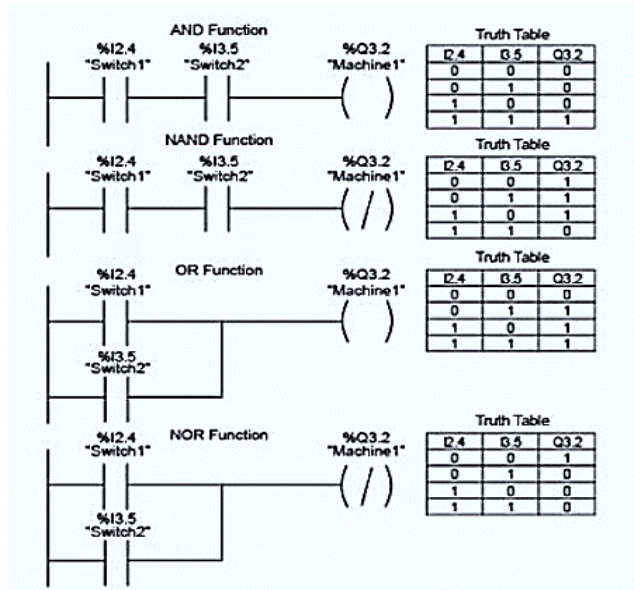 AND Function
%I2.4 %I3.5 %Q3.2
"Switch1" "Switch2" "Machine1"
Truth Table
I2.4 I3.5 Q3.2
0 0 0
0 1 0
1 0 0
1 1 1
NAND Function
%I2.4 %I3.5 %Q3.2
"Switch1" "Switch2" "Machine1"
Truth Table
I2.4 I3.5 Q3.2
0 0 1
0 1 1
1 0 1
1 1 0
OR Function
%I2.4 %Q3.2
"Switch1" "Machine1"
%I3.5
"Switch2"
Truth Table
I2.4 I3.5 Q3.2
0 0 0
0 1 1
1 0 1
1 1 1
NOR Function
%I2.4 %Q3.2
"Switch1" "Machine1"
%I3.5
"Switch2"
Truth Table
I2.4 I3.5 Q3.2
0 0 1
0 1 0
1 0 0
1 1 0